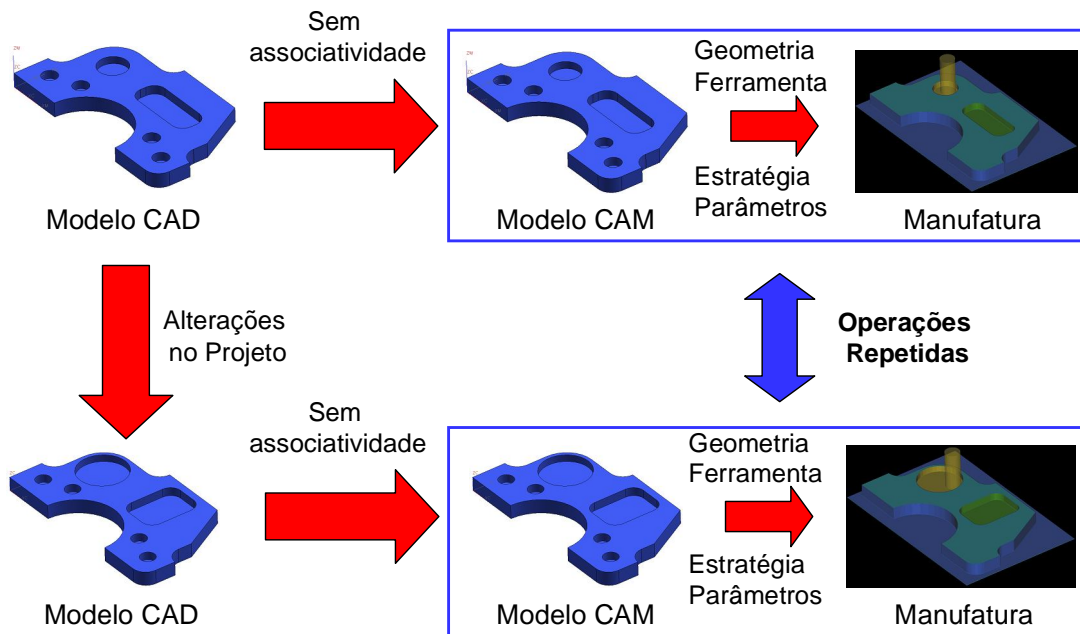 Sem
associatividade
Geometria
Ferramenta
Estratégia
Parâmetros
Modelo CAD
Modelo CAM
Manufatura
Alterações
no Projeto
Operações
Repetidas
Sem
associatividade
Geometria
Ferramenta
Estratégia
Parâmetros
Modelo CAD
Modelo CAM
Manufatura